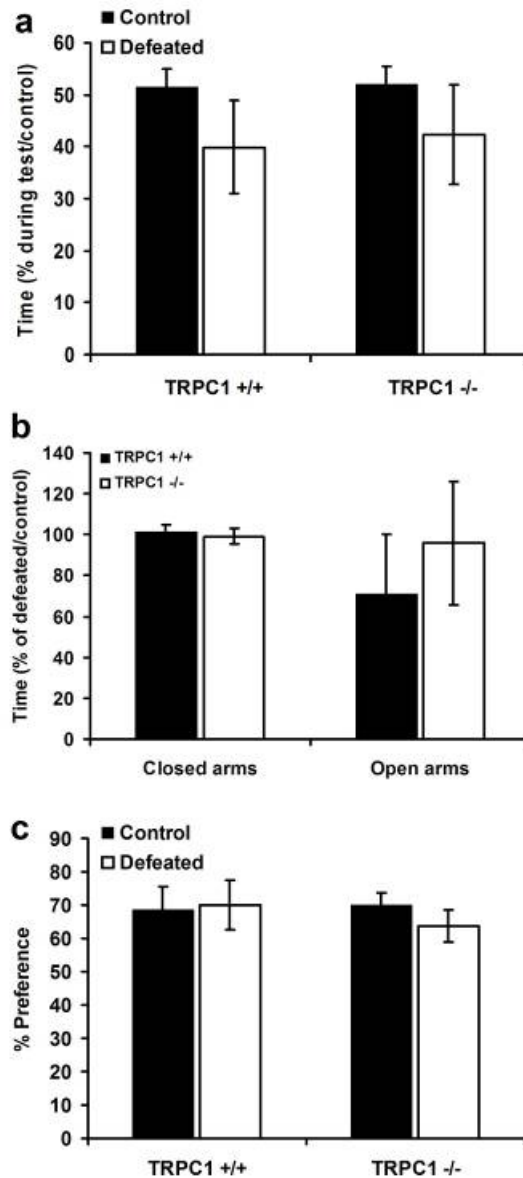 a
Control
Defeated
Time (% during test/control)
60
50
40
30
20
10
0
TRPC1 +/+ TRPC1 -/-
b
TRPC1 +/+
TRPC1 -/-
Time (% of defeated/control)
140
120
100
80
60
40
20
0
Closed arms Open arms
c
Control
Defeated
% Preference
90
80
70
60
50
40
30
20
10
0
TRPC1 +/+ TRPC1 -/-